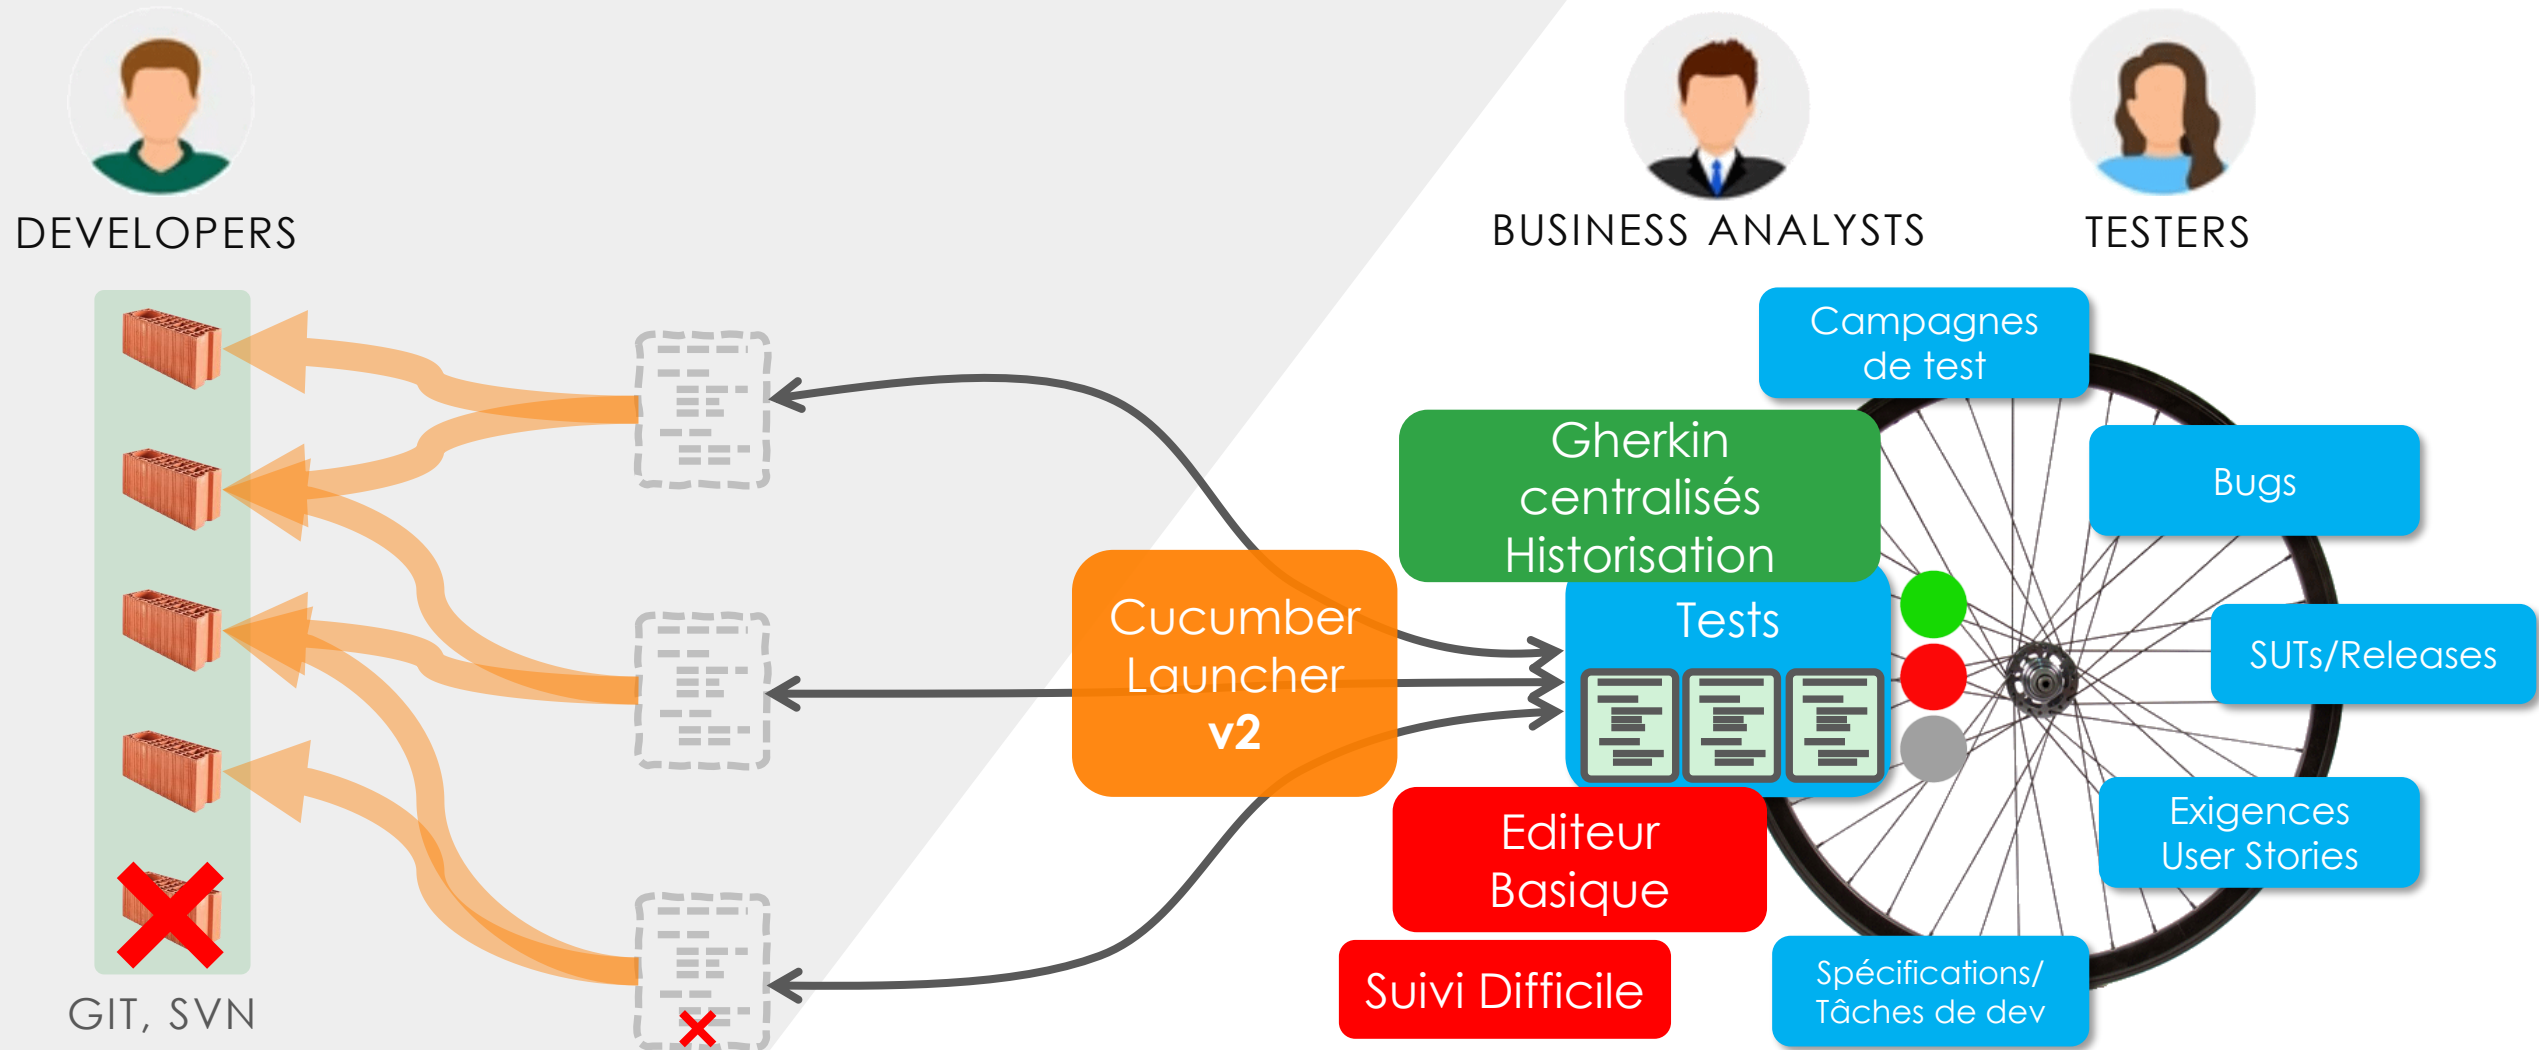 DEVELOPERS
BUSINESS ANALYSTS
TESTERS
Campagnes
de test
Gherkin
centralisés
Historisation
Bugs
Cucumber
Launcher
v2
Tests
SUTs/Releases
Editeur
Basique
Exigences
User Stories
Suivi Difficile
Spécifications/
Tâches de dev
GIT, SVN